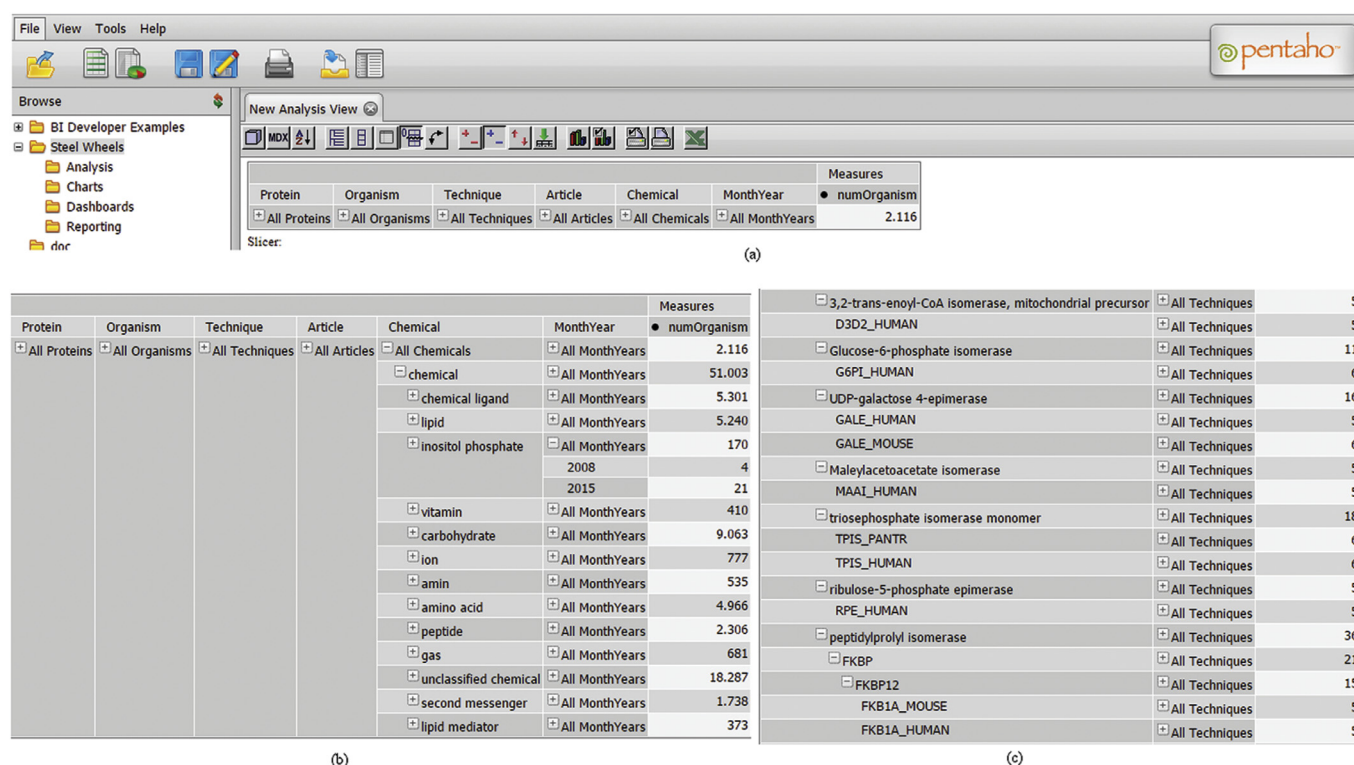 File View Tools Help
pentaho
Browse
BI Developer Examples
Steel Wheels
Analysis
Charts
Dashboards
Reporting
doc
New Analysis View
MDX
Measures
Protein Organism Technique Article Chemical MonthYear numOrganism
All Proteins All Organisms All Techniques All Articles All Chemicals All MonthYears 2.116
Slicer:
(a)
Measures
Protein Organism Technique Article Chemical MonthYear numOrganism
All Proteins All Organisms All Techniques All Articles All Chemicals All MonthYears 2.116
chemical All MonthYears 51.003
chemical ligand All MonthYears 5.301
lipid All MonthYears 5.240
inositol phosphate All MonthYears 170
2008 4
2015 21
vitamin All MonthYears 410
carbohydrate All MonthYears 9.063
ion All MonthYears 777
amin All MonthYears 535
amino acid All MonthYears 4.966
peptide All MonthYears 2.306
gas All MonthYears 681
unclassified chemical All MonthYears 18.287
second messenger All MonthYears 1.738
lipid mediator All MonthYears 373
(b)
3,2-trans-enoyl-CoA isomerase, mitochondrial precursor All Techniques
D3D2_HUMAN All Techniques
Glucose-6-phosphate isomerase All Techniques
G6PI_HUMAN All Techniques
UDP-galactose 4-epimerase All Techniques
GALE_HUMAN All Techniques
GALE_MOUSE All Techniques
Maleylacetoacetate isomerase All Techniques
MAAI_HUMAN All Techniques
triosephosphate isomerase monomer All Techniques
TPIS_PANTR All Techniques
TPIS_HUMAN All Techniques
ribulose-5-phosphate epimerase All Techniques
RPE_HUMAN All Techniques
peptidylprolyl isomerase All Techniques
FKBP All Techniques
FKBP12 All Techniques
FKB1A_MOUSE All Techniques
FKB1A_HUMAN All Techniques
(c)